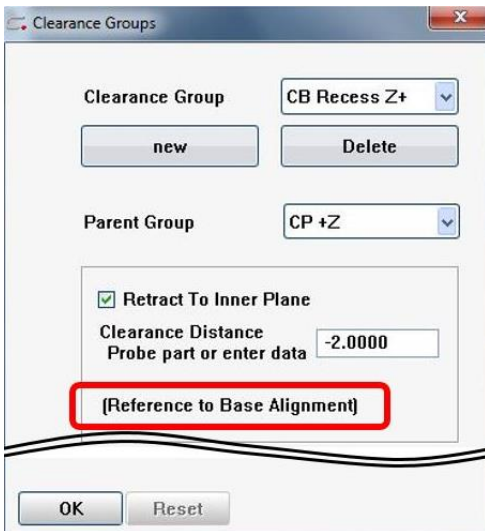 Clearance Groups
Clearance Group CB Recess Z+
new Delete
Parent Group CP +Z
Retract To Inner Plane
Clearance Distance
Probe part or enter data -2.0000
(Reference to Base Alignment)
OK Reset